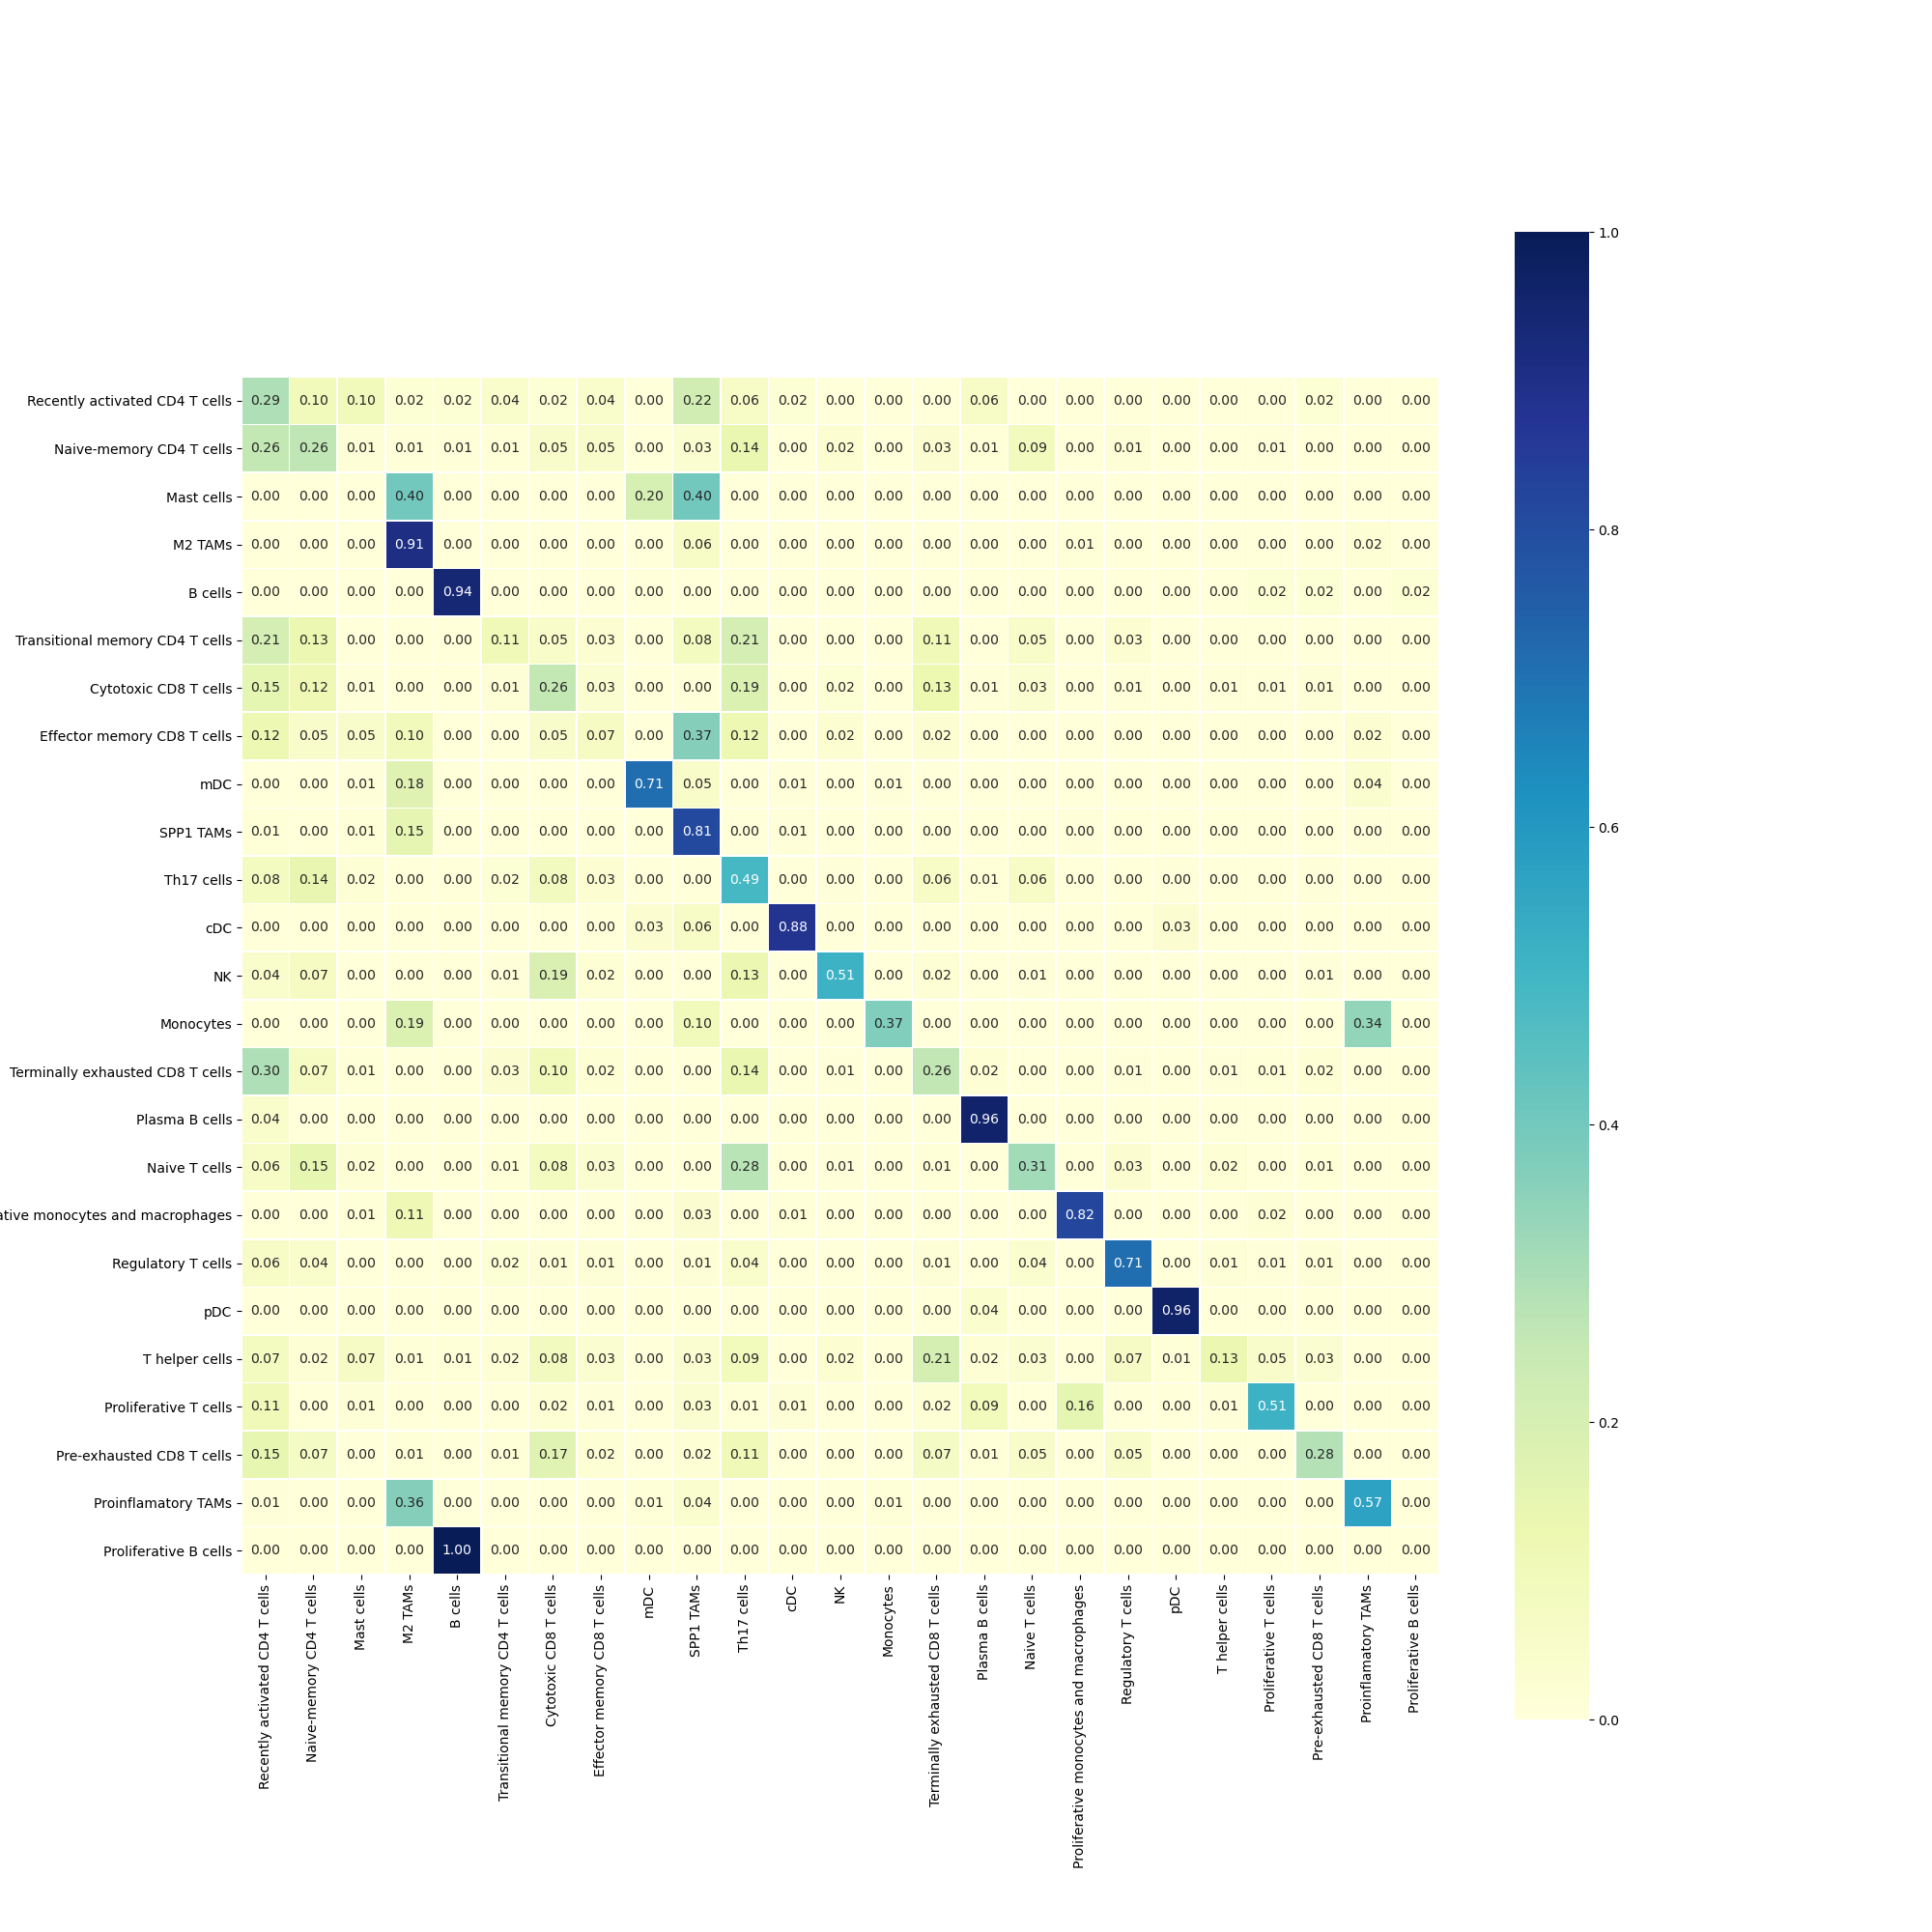 1.0
Recently activated CD4 T cells 0.29 0.10 0.10 0.02 0.02 0.04 0.02 0.04 0.00 0.22 0.06 0.02 0.00 0.00 0.00 0.06 0.00 0.00 0.00 0.00 0.00 0.00 0.02 0.00 0.00
Naive-memory CD4 T cells 0.26 0.26 0.01 0.01 0.01 0.01 0.05 0.05 0.00 0.03 0.14 0.00 0.02 0.00 0.03 0.01 0.09 0.00 0.01 0.00 0.00 0.01 0.00 0.00 0.00
Mast cells 0.00 0.00 0.00 0.40 0.00 0.00 0.00 0.00 0.20 0.40 0.00 0.00 0.00 0.00 0.00 0.00 0.00 0.00 0.00 0.00 0.00 0.00 0.00 0.00 0.00
0.8
M2 TAMs 0.00 0.00 0.00 0.91 0.00 0.00 0.00 0.00 0.00 0.06 0.00 0.00 0.00 0.00 0.00 0.00 0.00 0.01 0.00 0.00 0.00 0.00 0.00 0.02 0.00
B cells 0.00 0.00 0.00 0.00 0.94 0.00 0.00 0.00 0.00 0.00 0.00 0.00 0.00 0.00 0.00 0.00 0.00 0.00 0.00 0.00 0.00 0.02 0.02 0.00 0.02
Transitional memory CD4 T cells 0.21 0.13 0.00 0.00 0.00 0.11 0.05 0.03 0.00 0.08 0.21 0.00 0.00 0.00 0.11 0.00 0.05 0.00 0.03 0.00 0.00 0.00 0.00 0.00 0.00
Cytotoxic CD8 T cells 0.15 0.12 0.01 0.00 0.00 0.01 0.26 0.03 0.00 0.00 0.19 0.00 0.02 0.00 0.13 0.01 0.03 0.00 0.01 0.00 0.01 0.01 0.01 0.00 0.00
Effector memory CD8 T cells 0.12 0.05 0.05 0.10 0.00 0.00 0.05 0.07 0.00 0.37 0.12 0.00 0.02 0.00 0.02 0.00 0.00 0.00 0.00 0.00 0.00 0.00 0.00 0.02 0.00
mDC 0.00 0.00 0.01 0.18 0.00 0.00 0.00 0.00 0.71 0.05 0.00 0.01 0.00 0.01 0.00 0.00 0.00 0.00 0.00 0.00 0.00 0.00 0.00 0.04 0.00
0.6
SPP1 TAMs 0.01 0.00 0.01 0.15 0.00 0.00 0.00 0.00 0.00 0.81 0.00 0.01 0.00 0.00 0.00 0.00 0.00 0.00 0.00 0.00 0.00 0.00 0.00 0.00 0.00
Th17 cells 0.08 0.14 0.02 0.00 0.00 0.02 0.08 0.03 0.00 0.00 0.49 0.00 0.00 0.00 0.06 0.01 0.06 0.00 0.00 0.00 0.00 0.00 0.00 0.00 0.00
cDC 0.00 0.00 0.00 0.00 0.00 0.00 0.00 0.00 0.03 0.06 0.00 0.88 0.00 0.00 0.00 0.00 0.00 0.00 0.00 0.03 0.00 0.00 0.00 0.00 0.00
NK 0.04 0.07 0.00 0.00 0.00 0.01 0.19 0.02 0.00 0.00 0.13 0.00 0.51 0.00 0.02 0.00 0.01 0.00 0.00 0.00 0.00 0.00 0.01 0.00 0.00
Monocytes 0.00 0.00 0.00 0.19 0.00 0.00 0.00 0.00 0.00 0.10 0.00 0.00 0.00 0.37 0.00 0.00 0.00 0.00 0.00 0.00 0.00 0.00 0.00 0.34 0.00
Terminally exhausted CD8 T cells 0.30 0.07 0.01 0.00 0.00 0.03 0.10 0.02 0.00 0.00 0.14 0.00 0.01 0.00 0.26 0.02 0.00 0.00 0.01 0.00 0.01 0.01 0.02 0.00 0.00
Plasma B cells 0.04 0.00 0.00 0.00 0.00 0.00 0.00 0.00 0.00 0.00 0.00 0.00 0.00 0.00 0.00 0.96 0.00 0.00 0.00 0.00 0.00 0.00 0.00 0.00 0.00
0.4
Naive T cells 0.06 0.15 0.02 0.00 0.00 0.01 0.08 0.03 0.00 0.00 0.28 0.00 0.01 0.00 0.01 0.00 0.31 0.00 0.03 0.00 0.02 0.00 0.01 0.00 0.00
ative monocytes and macrophages 0.00 0.00 0.01 0.11 0.00 0.00 0.00 0.00 0.00 0.03 0.00 0.01 0.00 0.00 0.00 0.00 0.00 0.82 0.00 0.00 0.00 0.02 0.00 0.00 0.00
Regulatory T cells 0.06 0.04 0.00 0.00 0.00 0.02 0.01 0.01 0.00 0.01 0.04 0.00 0.00 0.00 0.01 0.00 0.04 0.00 0.71 0.00 0.01 0.01 0.01 0.00 0.00
pDC 0.00 0.00 0.00 0.00 0.00 0.00 0.00 0.00 0.00 0.00 0.00 0.00 0.00 0.00 0.00 0.04 0.00 0.00 0.00 0.96 0.00 0.00 0.00 0.00 0.00
T helper cells 0.07 0.02 0.07 0.01 0.01 0.02 0.08 0.03 0.00 0.03 0.09 0.00 0.02 0.00 0.21 0.02 0.03 0.00 0.07 0.01 0.13 0.05 0.03 0.00 0.00
Proliferative T cells 0.11 0.00 0.01 0.00 0.00 0.00 0.02 0.01 0.00 0.03 0.01 0.01 0.00 0.00 0.02 0.09 0.00 0.16 0.00 0.00 0.01 0.51 0.00 0.00 0.00
0.2
Pre-exhausted CD8 T cells 0.15 0.07 0.00 0.01 0.00 0.01 0.17 0.02 0.00 0.02 0.11 0.00 0.00 0.00 0.07 0.01 0.05 0.00 0.05 0.00 0.00 0.00 0.28 0.00 0.00
Proinflamatory TAMs 0.01 0.00 0.00 0.36 0.00 0.00 0.00 0.00 0.01 0.04 0.00 0.00 0.00 0.01 0.00 0.00 0.00 0.00 0.00 0.00 0.00 0.00 0.00 0.57 0.00
Proliferative B cells 0.00 0.00 0.00 0.00 1.00 0.00 0.00 0.00 0.00 0.00 0.00 0.00 0.00 0.00 0.00 0.00 0.00 0.00 0.00 0.00 0.00 0.00 0.00 0.00 0.00
0.0
Recently activated CD4 T cells
Naive-memory CD4 T cells
Mast cells
M2 TAMs
B cells
Transitional memory CD4 T cells
Cytotoxic CD8 T cells
Effector memory CD8 T cells
mDC
SPP1 TAMs
Th17 cells
cDC
NK
Monocytes
Terminally exhausted CD8 T cells
Plasma B cells
Naive T cells
Proliferative monocytes and macrophages
Regulatory T cells
pDC
T helper cells
Proliferative T cells
Pre-exhausted CD8 T cells
Proinflamatory TAMs
Proliferative B cells